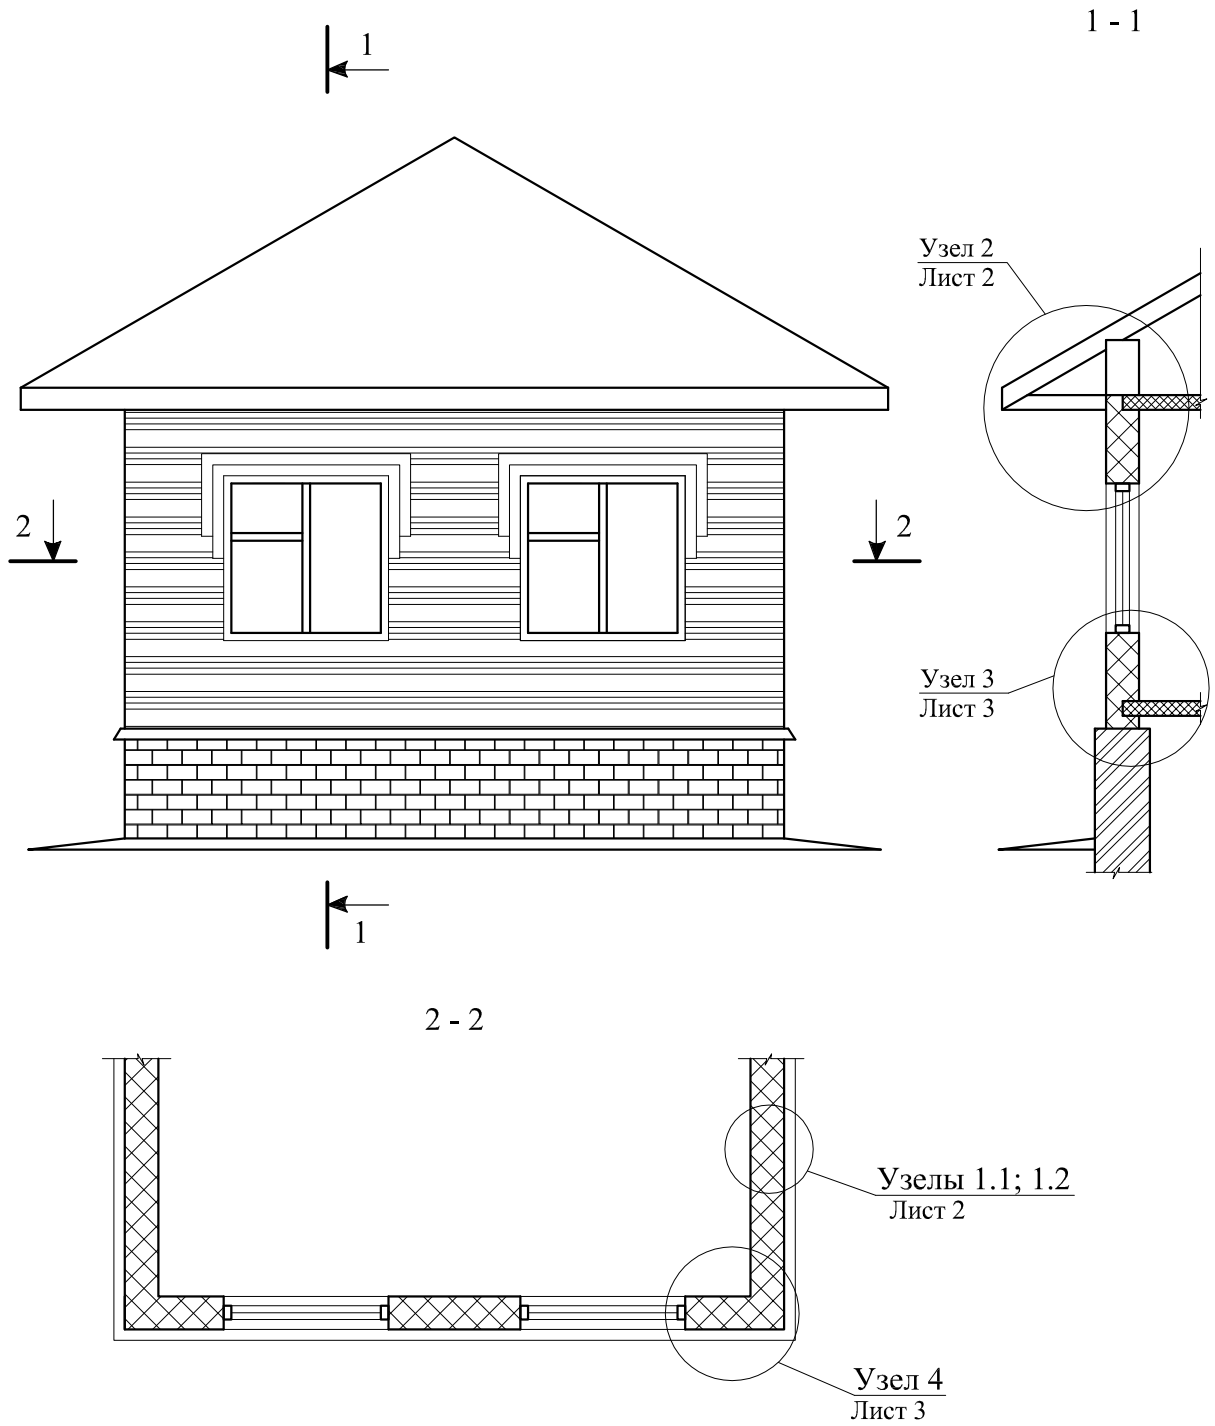 1
1 - 1
Узел 2
Лист 2
2
2
Узел 3
Лист 3
1
2 - 2
Узелы 1.1; 1.2
Лист 2
Узел 4
Лист 3